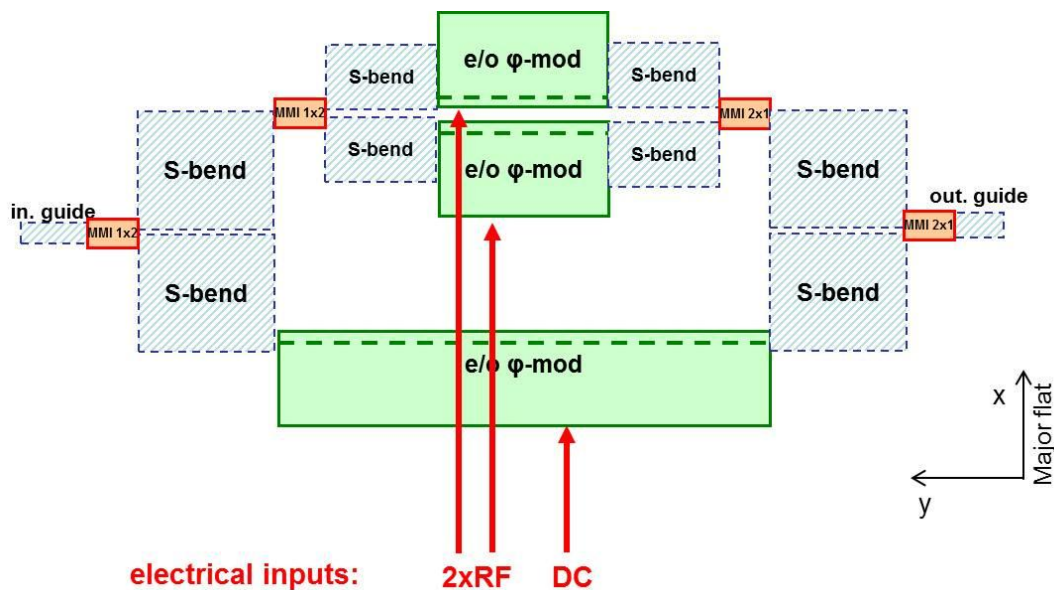 e/o φ-mod
S-bend
S-bend
MMI 1x2
MMI 2x1
S-bend
S-bend
e/o φ-mod
S-bend
S-bend
in. guide
out. guide
MMI 1x2
MMI 2x1
S-bend
S-bend
e/o φ-mod
x
Major flat
y
electrical inputs: 2xRF DC